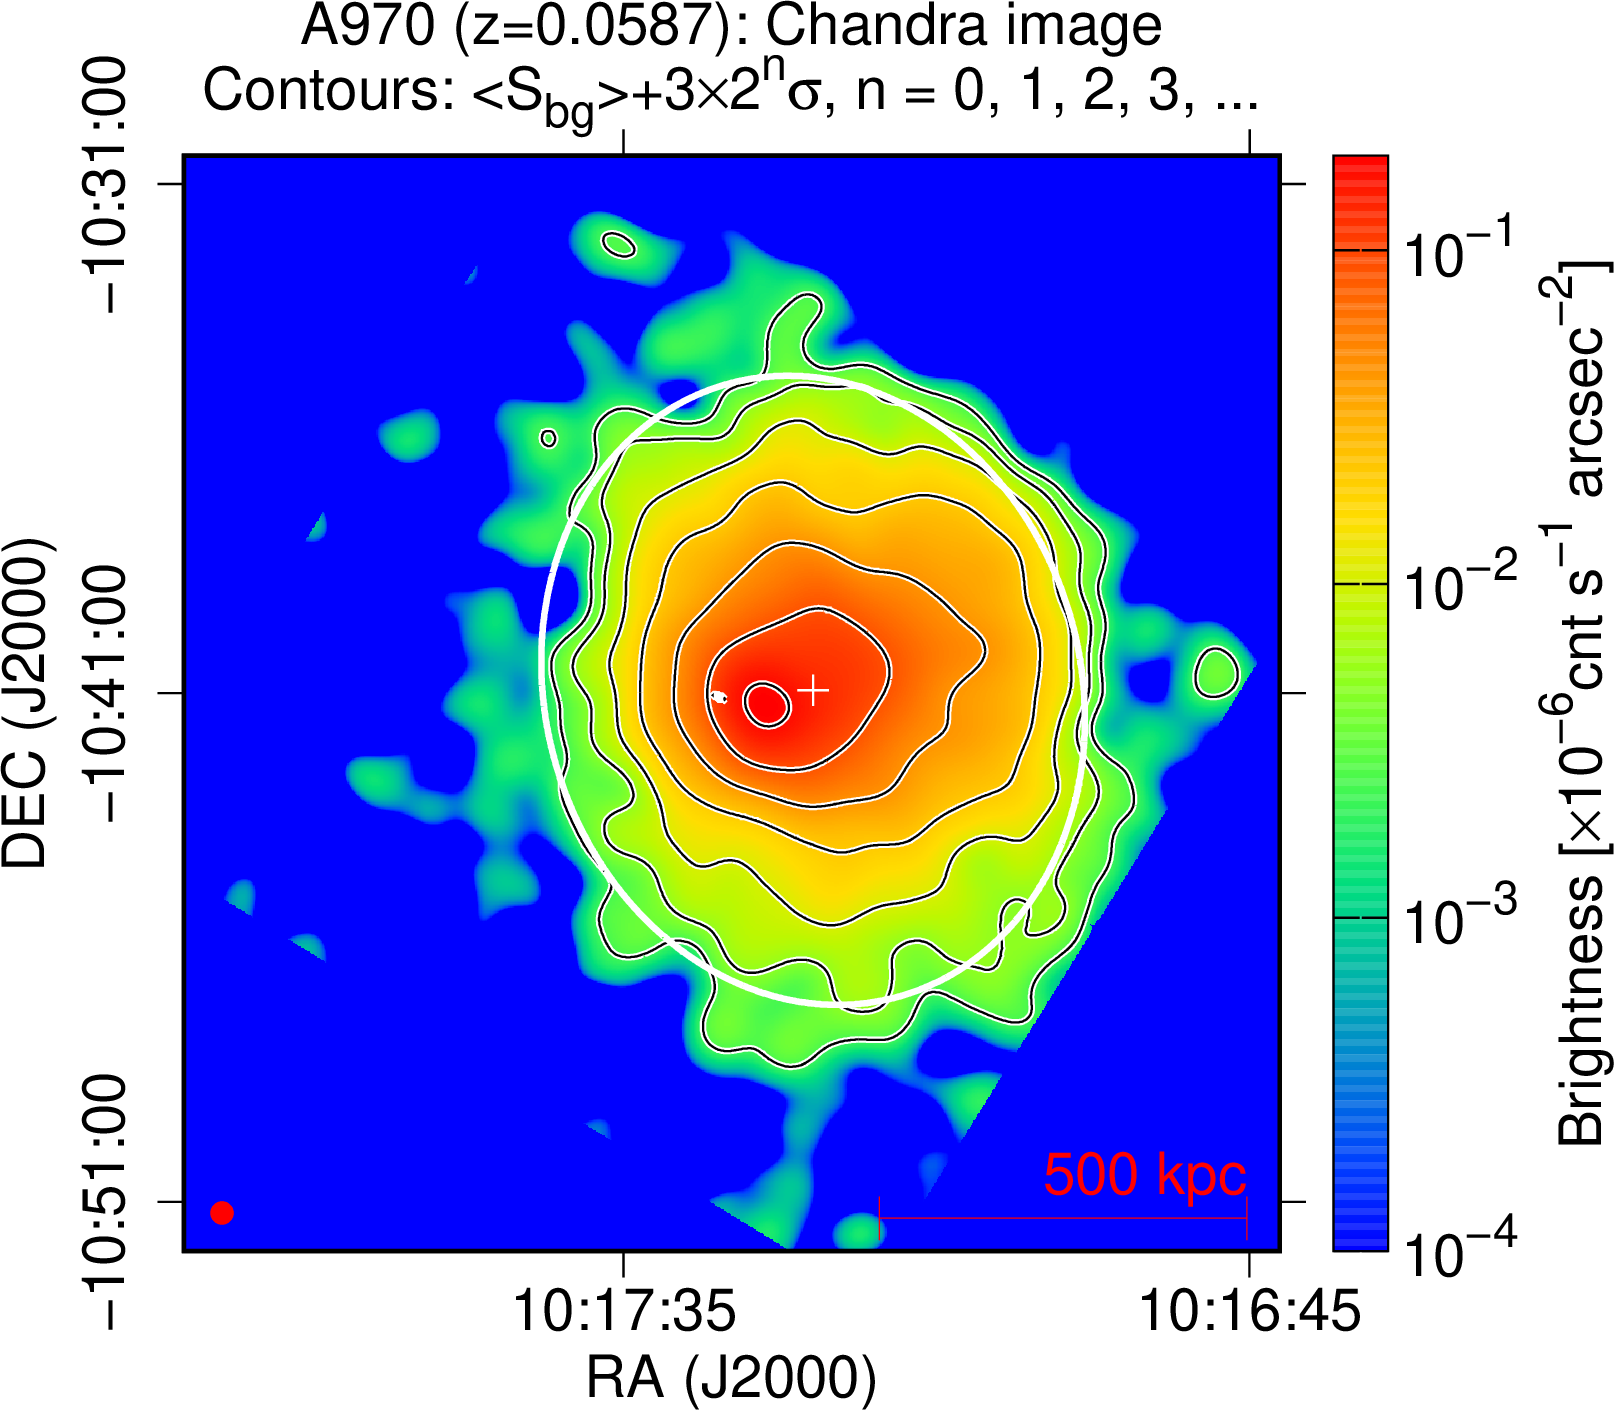 A970 (z=0.0587): Chandra image
Contours: <S_bg>+3×2^nσ, n = 0, 1, 2, 3, ...
−10:31:00
−10:41:00
−10:51:00
DEC (J2000)
500 kpc
10:17:35
10:16:45
RA (J2000)
10^−1
10^−2
10^−3
10^−4
Brightness [×10^−6 cnt s^−1 arcsec^−2]